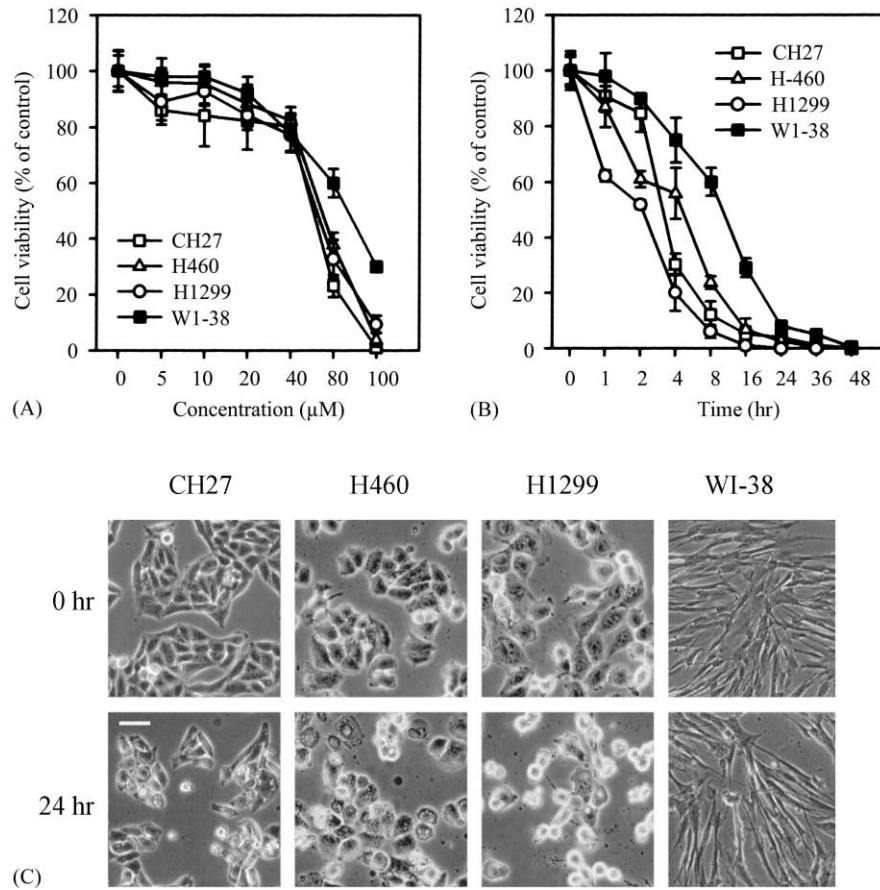 120
100
80
60
40
20
0
Cell viability (% of control)
CH27
H460
H1299
W1-38
0 5 10 20 40 80 100
Concentration (µM)
(A)
120
100
80
60
40
20
0
Cell viability (% of control)
CH27
H-460
H1299
W1-38
0 1 2 4 8 16 24 36 48
Time (hr)
(B)
CH27 H460 H1299 WI-38
0 hr
24 hr
(C)